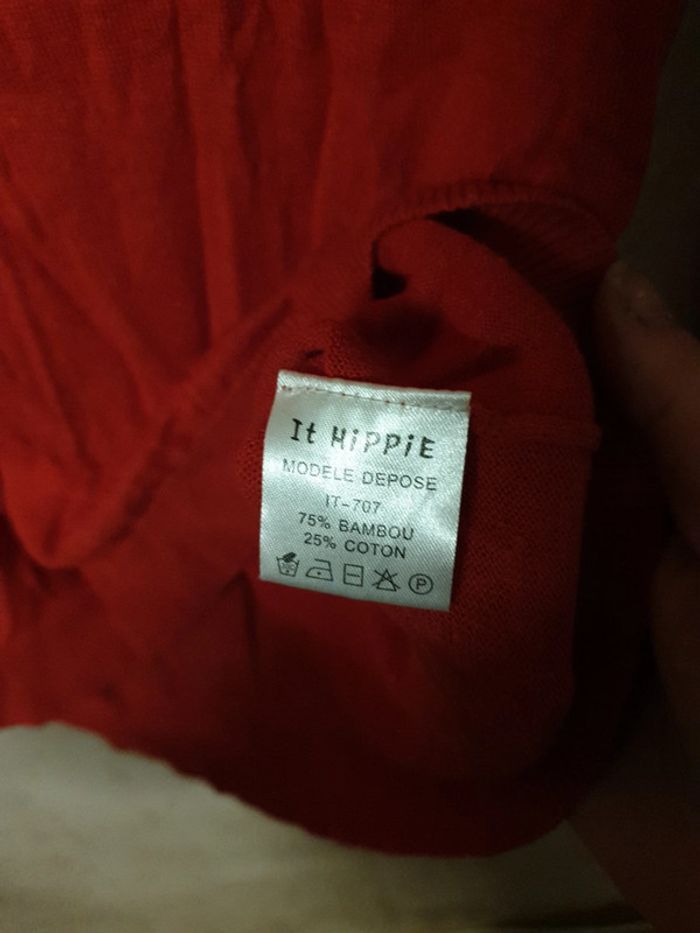 It HiPPiE
MODELE DEPOSE
IT-707
75% BAMBOU
25% COTON
P